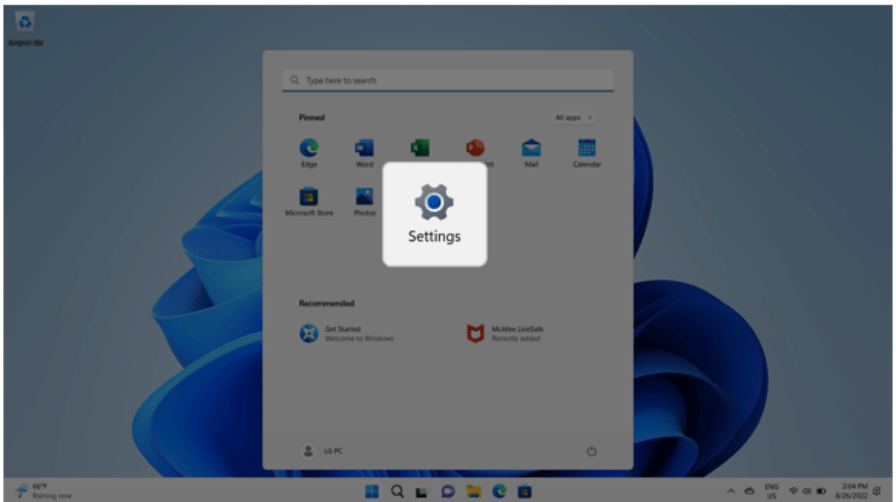 Recycle Bin
Type here to search
Pinned
All apps >
Edge
Word
nt
Mail
Calendar
Microsoft Store
Photos
Settings
Recommended
Get Started
Welcome to Windows
McAfee LiveSafe
Recently added
LG PC
66°F
Raining now
ENG
US
2:04 PM
8/26/2022